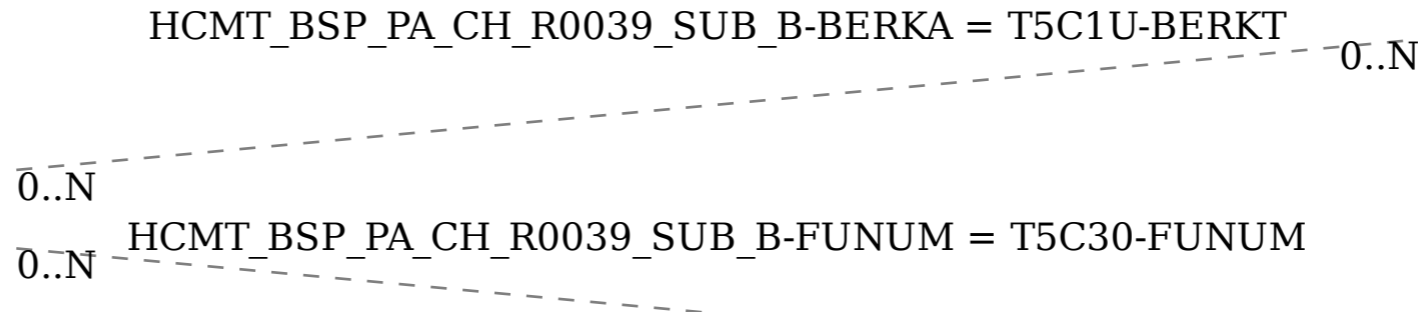 HCMT_BSP_PA_CH_R0039_SUB_B-BERKA = T5C1U-BERKT
0..N
0..N
HCMT_BSP_PA_CH_R0039_SUB_B-FUNUM = T5C30-FUNUM
0..N